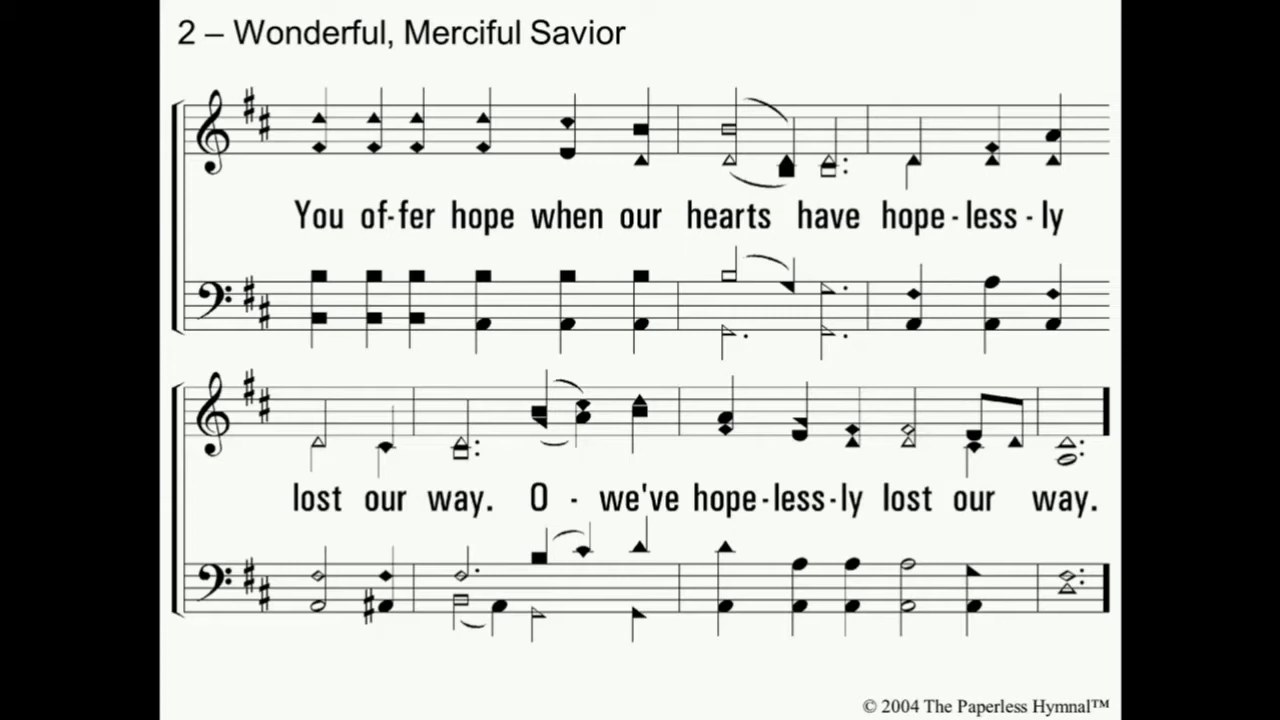 2 – Wonderful, Merciful Savior
You of-fer hope when our hearts have hope - less - ly
lost our way. O - we've hope-less-ly lost our way.
© 2004 The Paperless Hymnal™